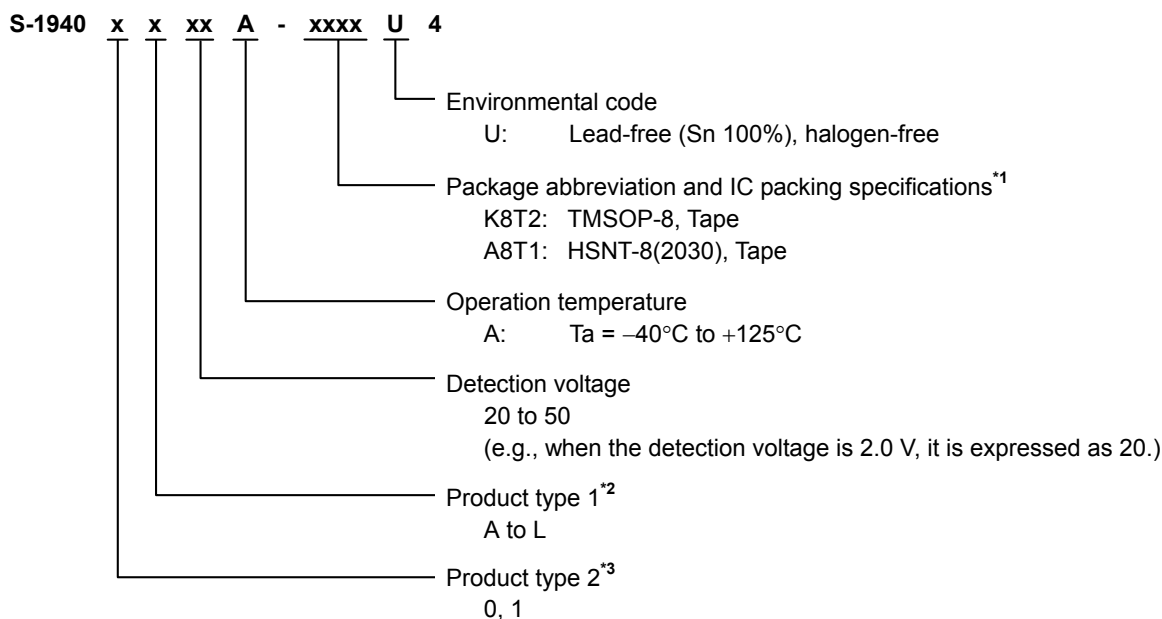 S-1940 x x xx A - xxxx U 4
Environmental code
U: Lead-free (Sn 100%), halogen-free
Package abbreviation and IC packing specifications*1
K8T2: TMSOP-8, Tape
A8T1: HSNT-8(2030), Tape
Operation temperature
A: Ta = −40°C to +125°C
Detection voltage
20 to 50
(e.g., when the detection voltage is 2.0 V, it is expressed as 20.)
Product type 1*2
A to L
Product type 2*3
0, 1